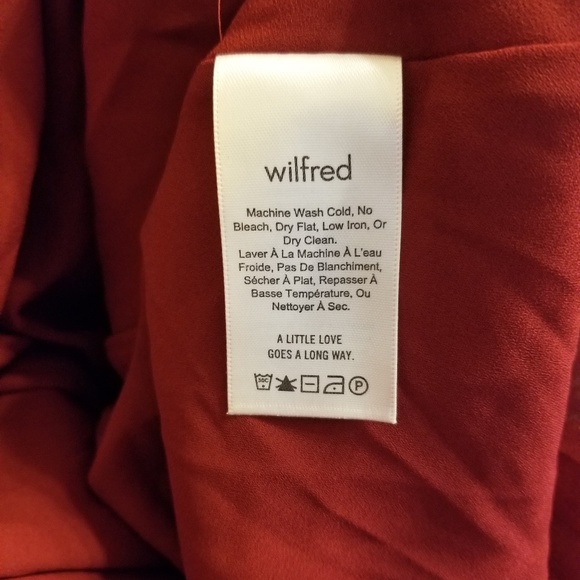 wilfred
Machine Wash Cold, No
Bleach, Dry Flat, Low Iron, Or
Dry Clean.
Laver À La Machine À L'eau
Froide, Pas De Blanchiment,
Sécher À Plat, Repasser À
Basse Température, Ou
Nettoyer À Sec.
A LITTLE LOVE
GOES A LONG WAY.
30C P